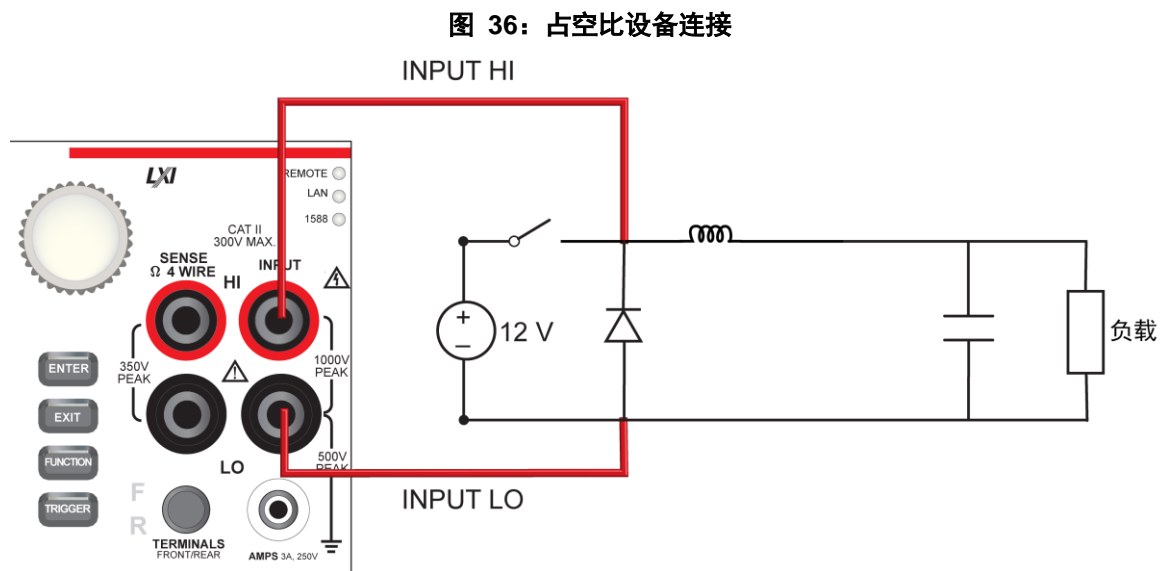 图 36：占空比设备连接
INPUT HI
LXI
REMOTE
LAN
1588
CAT II
300V MAX.
SENSE
Ω 4 WIRE
HI
INPUT
350V
PEAK
1000V
PEAK
ENTER
EXIT
FUNCTION
TRIGGER
LO
500V
PEAK
F
R
TERMINALS
FRONT/REAR
AMPS 3A, 250V
INPUT LO
+
−
12 V
负载